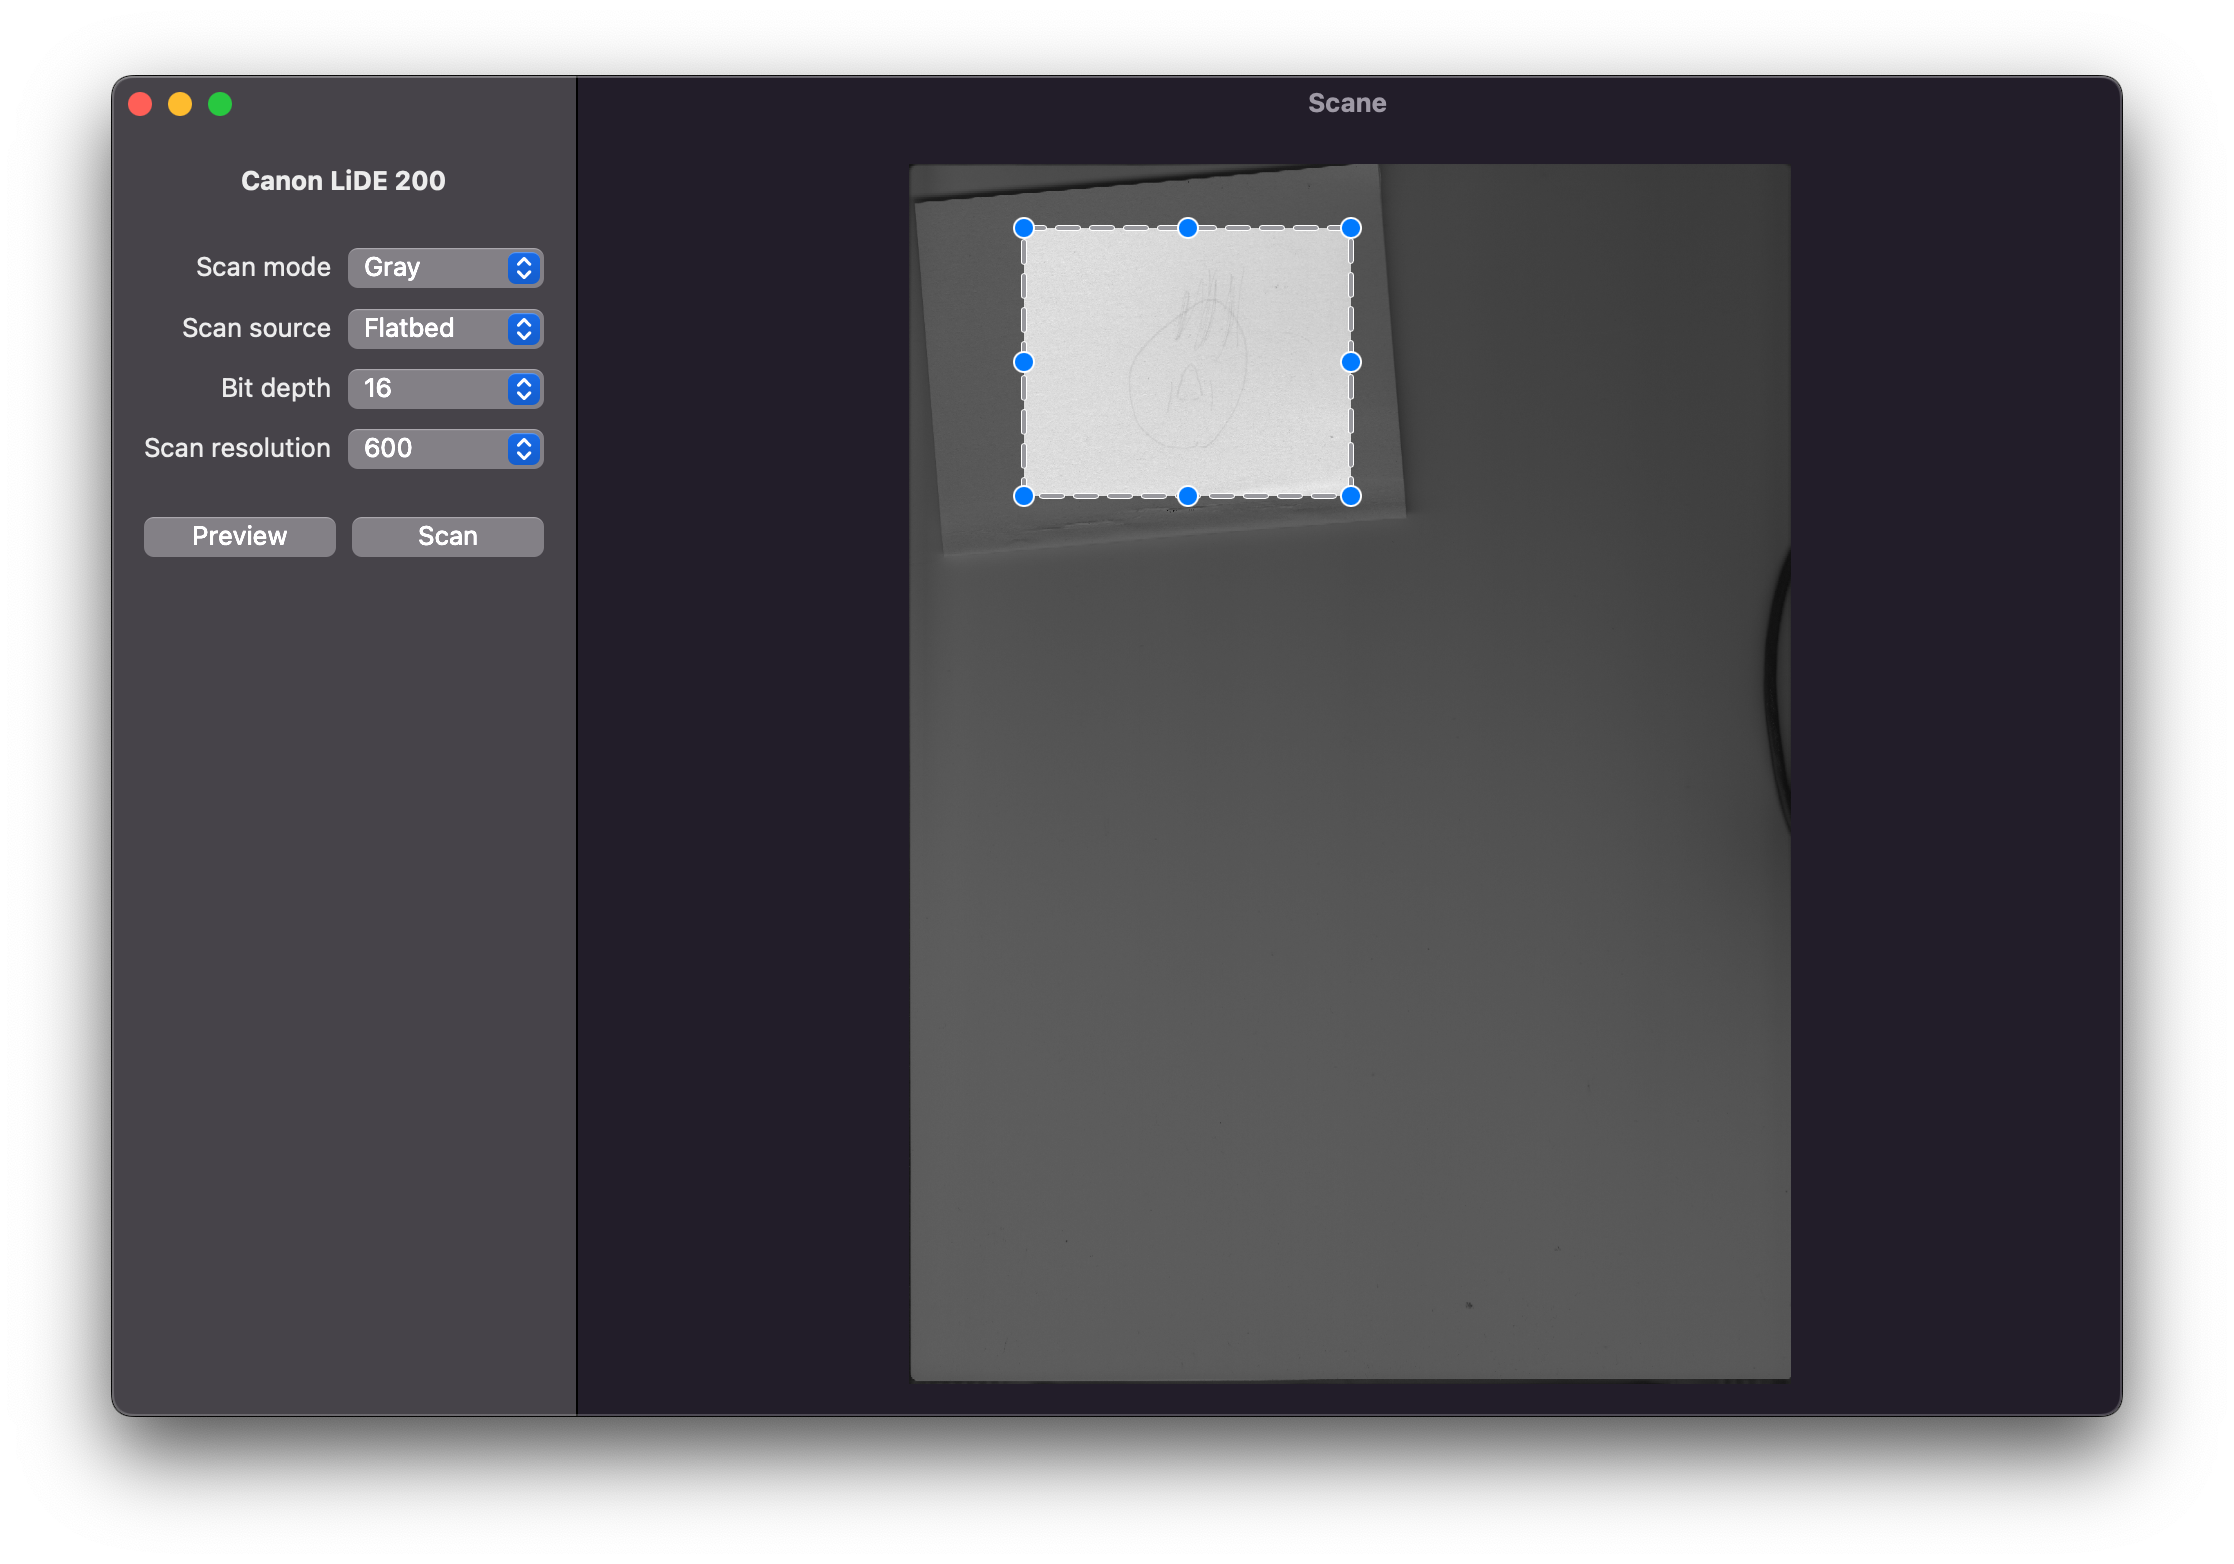 Scane
Canon LiDE 200
Scan mode Gray
Scan source Flatbed
Bit depth 16
Scan resolution 600
Preview Scan